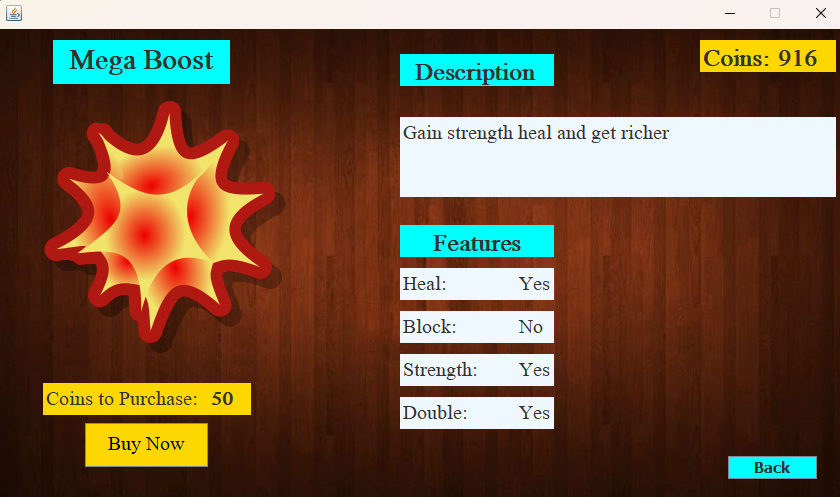 Mega Boost
Coins to Purchase: 50
Buy Now
Description
Gain strength heal and get richer
Features
Heal: Yes
Block: No
Strength: Yes
Double: Yes
Coins: 916
Back